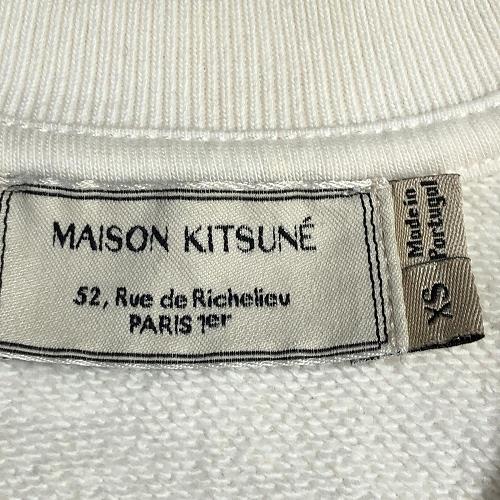 MAISON KITSUNÉ
52, Rue de Richelieu
PARIS 1er
Made in
Portugal
XS